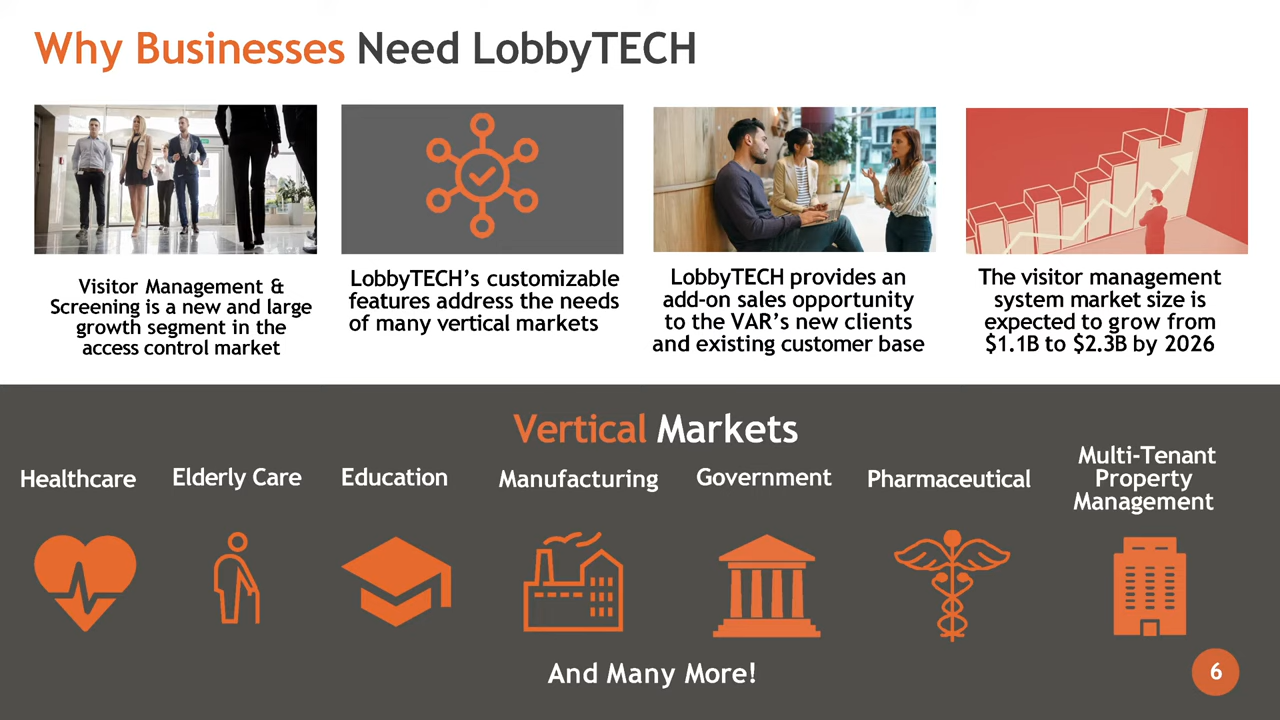 Why Businesses Need LobbyTECH
Visitor Management &
Screening is a new and large
growth segment in the
access control market
LobbyTECH’s customizable
features address the needs
of many vertical markets
LobbyTECH provides an
add-on sales opportunity
to the VAR’s new clients
and existing customer base
The visitor management
system market size is
expected to grow from
$1.1B to $2.3B by 2026
Vertical Markets
Healthcare
Elderly Care
Education
Manufacturing
Government
Pharmaceutical
Multi-Tenant
Property
Management
And Many More!
6